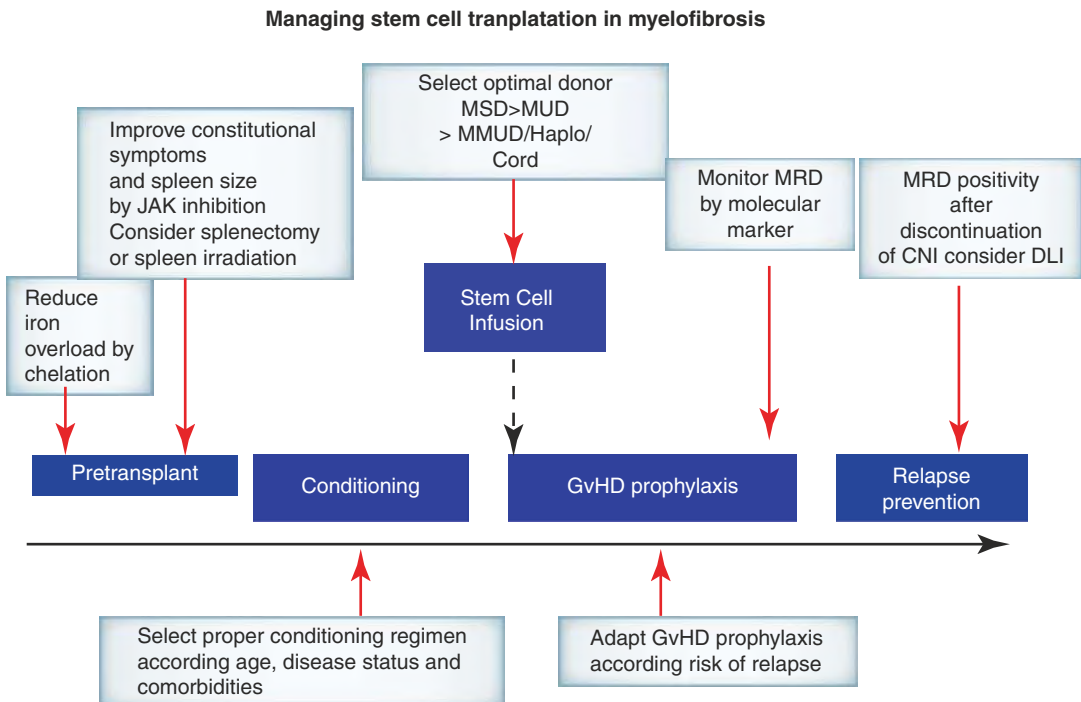 Managing stem cell tranplatation in myelofibrosis
Select optimal donor
MSD>MUD
> MMUD/Haplo/
Cord
Improve constitutional
symptoms
and spleen size
by JAK inhibition
Consider splenectomy
or spleen irradiation
Monitor MRD
by molecular
marker
MRD positivity
after
discontinuation
of CNI consider DLI
Reduce
iron
overload by
chelation
Stem Cell
Infusion
Pretransplant
Conditioning
GvHD prophylaxis
Relapse
prevention
Select proper conditioning regimen
according age, disease status and
comorbidities
Adapt GvHD prophylaxis
according risk of relapse